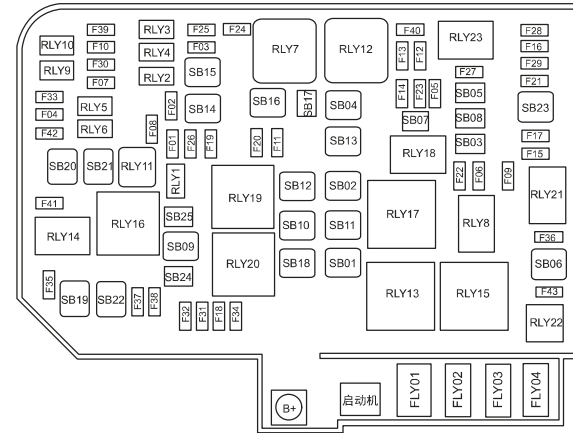 F39 RLY3 F25 F24 F40 RLY23 F28
RLY10 F10 RLY4 F03 RLY7 RLY12 F13 F12 F16
F30 F29
RLY9 F07 RLY2 SB15 F27 F21
F33 RLY5 F02 SB14 SB16 SB17 SB04 F14 F23 F05 SB05 SB23
F04 RLY6 F08 SB07 SB08
F42 F01 F26 F19 F20 F11 SB13 SB03 F17
SB20 SB21 RLY11 RLY18 F15
RLY1 SB12 SB02 F22 F06 F09 RLY21
F41 RLY16 SB25 RLY19 RLY17 RLY8
RLY14 SB09 SB10 SB11 F36
F35 SB24 RLY20 SB18 SB01 SB06
SB19 SB22 F37 F38 RLY13 RLY15 F43
F32 F31 F18 F34 RLY22
B+ 启动机 FLY01 FLY02 FLY03 FLY04